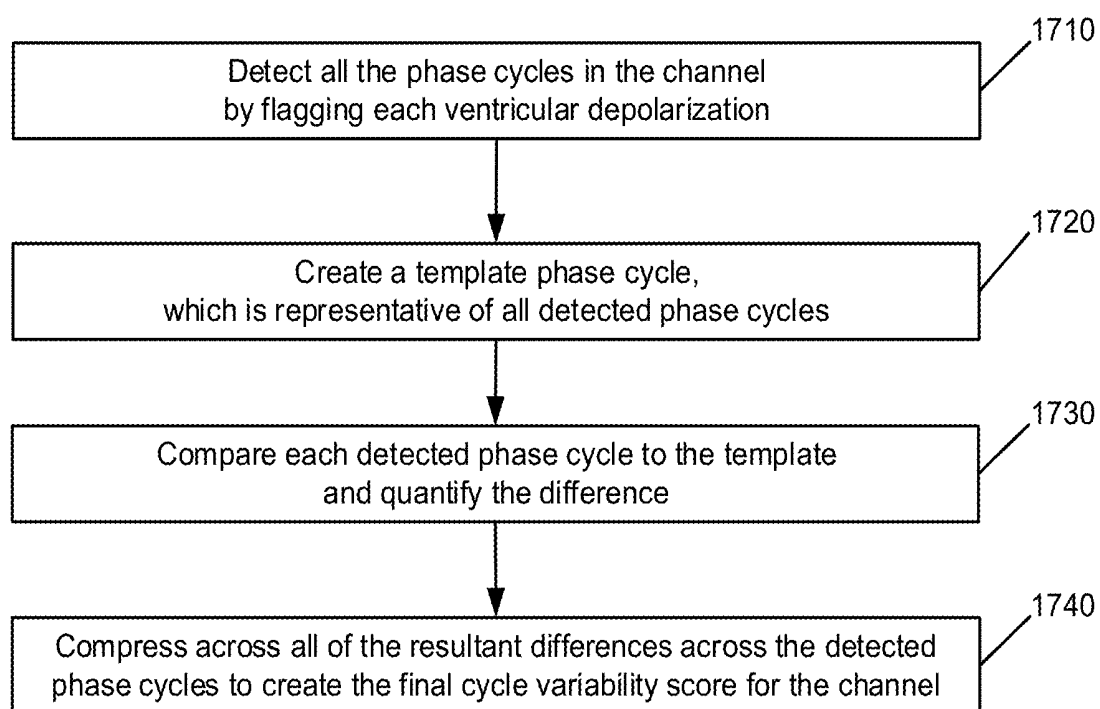 1710
Detect all the phase cycles in the channel
by flagging each ventricular depolarization
1720
Create a template phase cycle,
which is representative of all detected phase cycles
1730
Compare each detected phase cycle to the template
and quantify the difference
1740
Compress across all of the resultant differences across the detected
phase cycles to create the final cycle variability score for the channel